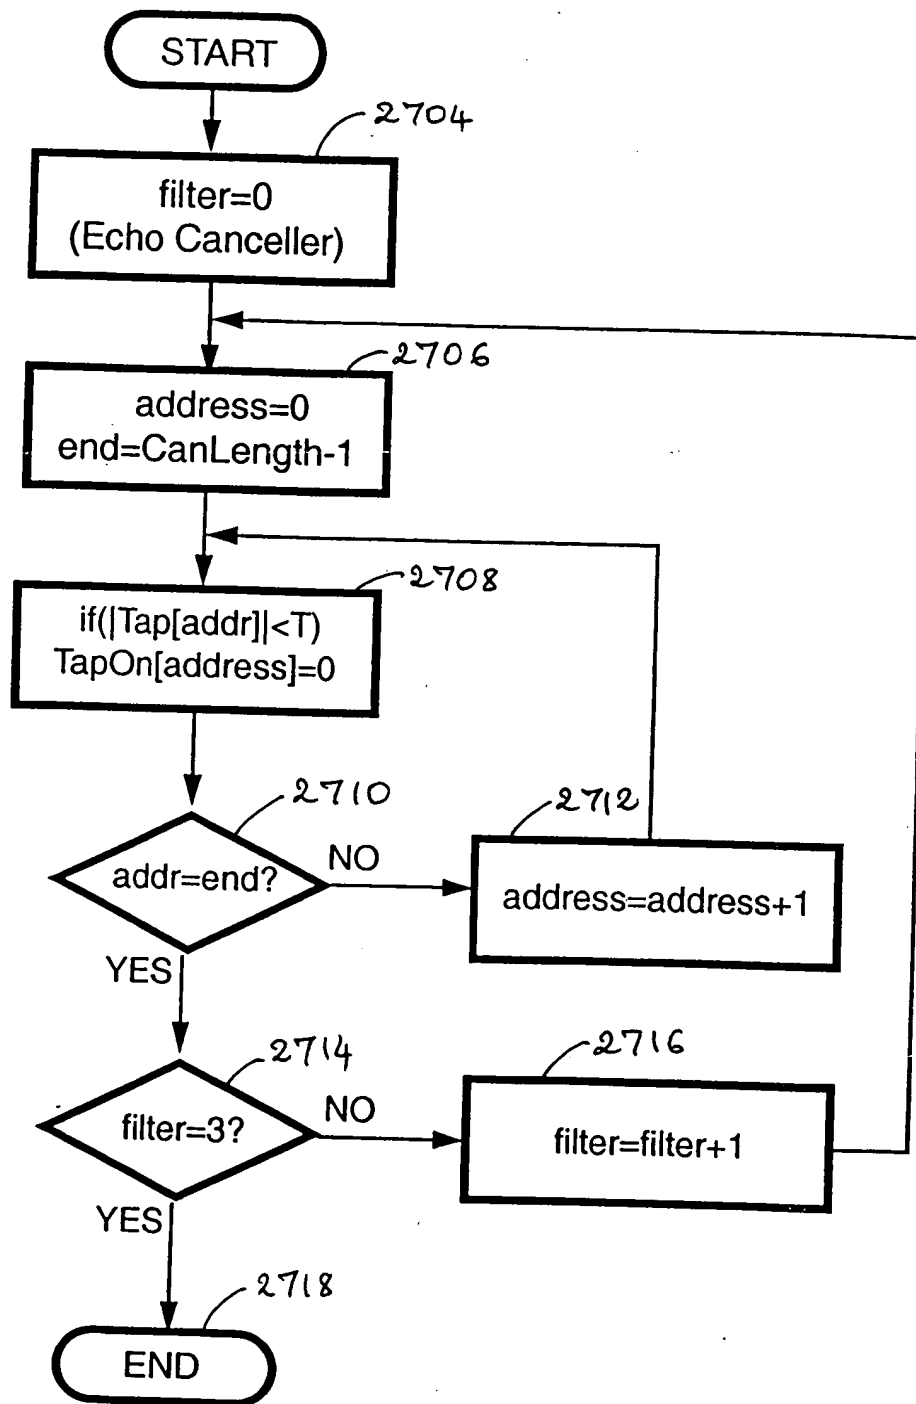 START
2704
filter=0
(Echo Canceller)
2706
address=0
end=CanLength-1
2708
if(|Tap[addr]|<T)
TapOn[address]=0
2710
addr=end?
NO
2712
address=address+1
YES
2714
filter=3?
NO
2716
filter=filter+1
YES
2718
END